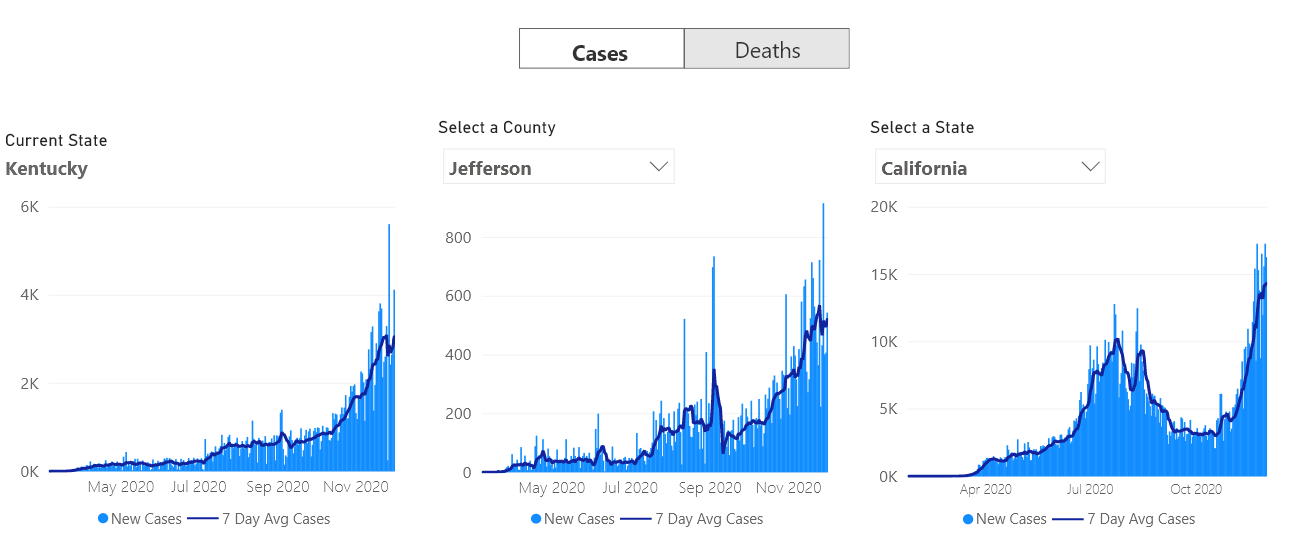 Cases Deaths
Current State
Kentucky
6K
4K
2K
0K
May 2020 Jul 2020 Sep 2020 Nov 2020
New Cases 7 Day Avg Cases
Select a County
Jefferson
800
600
400
200
0
May 2020 Jul 2020 Sep 2020 Nov 2020
New Cases 7 Day Avg Cases
Select a State
California
20K
15K
10K
5K
0K
Apr 2020 Jul 2020 Oct 2020
New Cases 7 Day Avg Cases